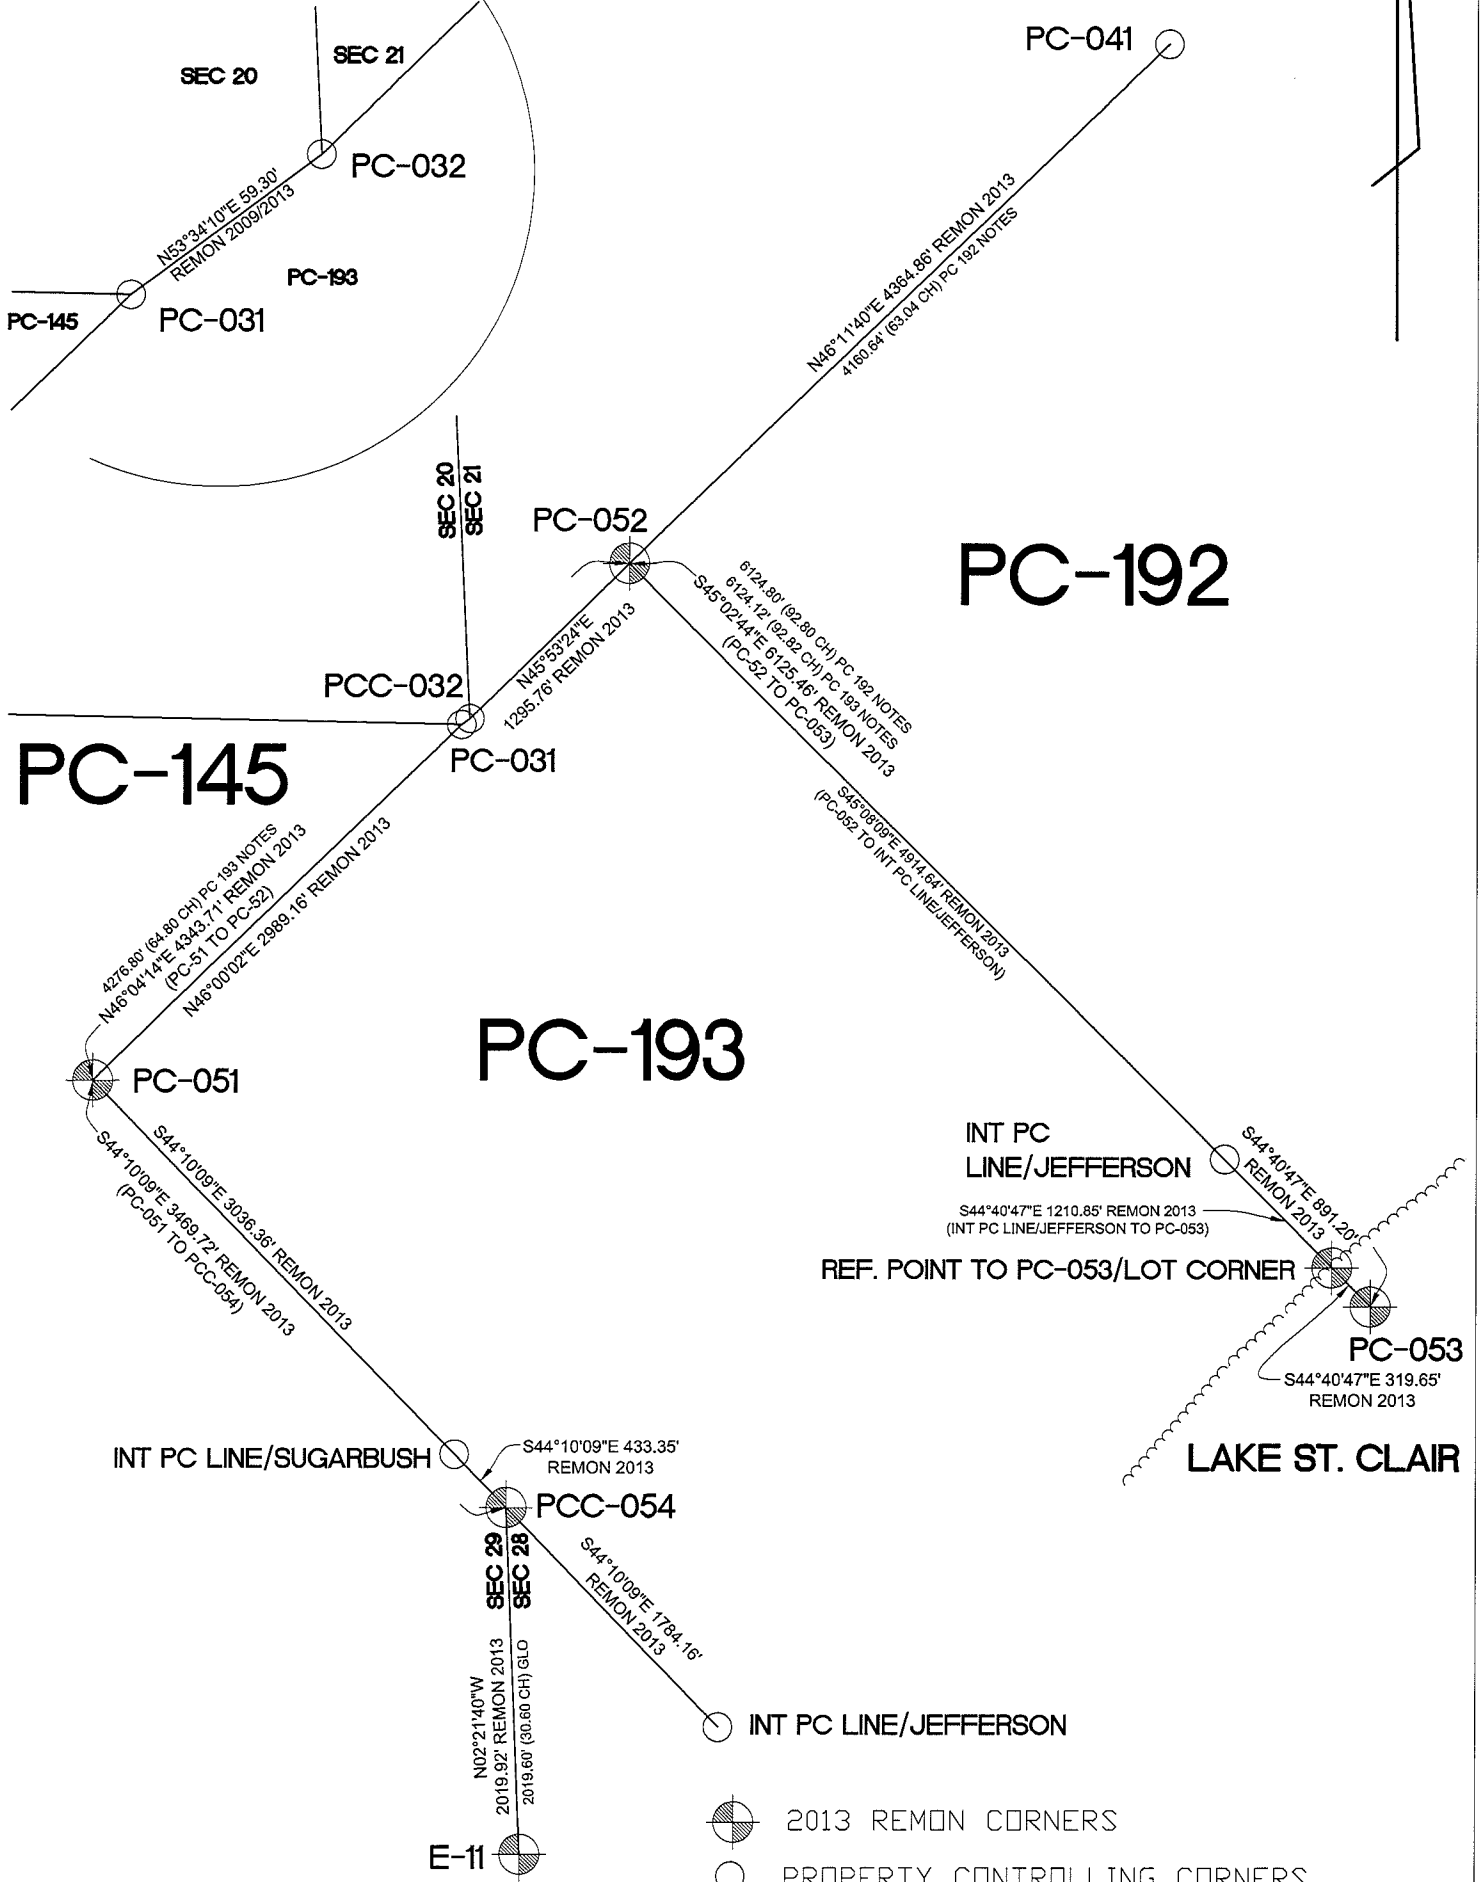 SEC 20
SEC 21
PC-032
N53°34'10"E 59.30'
REMON 2009/2013
PC-193
PC-145
PC-031
PC-041
N46°11'40"E 4364.86' REMON 2013
4160.64' (63.04 CH) PC 192 NOTES
SEC 20
SEC 21
PC-052
PC-192
6124.80' (92.80 CH) PC 192 NOTES
6124.12' (92.82 CH) PC 193 NOTES
S45°02'44"E 6125.46' REMON 2013
(PC-52 TO PC-053)
N45°53'24"E
1295.76' REMON 2013
PCC-032
PC-031
PC-145
S45°08'09"E 4914.64' REMON 2013
(PC-052 TO INT PC LINE/JEFFERSON)
4276.80' (64.80 CH) PC 193 NOTES
N46°04'14"E 4343.71' REMON 2013
(PC-51 TO PC-52)
N46°00'02"E 2989.16' REMON 2013
PC-193
PC-051
S44°10'09"E 3036.36' REMON 2013
S44°10'09"E 3469.72' REMON 2013
(PC-051 TO PCC-054)
INT PC
LINE/JEFFERSON
S44°40'47"E 891.20'
REMON 2013
S44°40'47"E 1210.85' REMON 2013
(INT PC LINE/JEFFERSON TO PC-053)
REF. POINT TO PC-053/LOT CORNER
PC-053
S44°40'47"E 319.65'
REMON 2013
LAKE ST. CLAIR
INT PC LINE/SUGARBUSH
S44°10'09"E 433.35'
REMON 2013
PCC-054
SEC 29
SEC 28
S44°10'09"E 1784.16'
REMON 2013
N02°21'40"W
2019.92' REMON 2013
2019.60' (30.60 CH) GLO
INT PC LINE/JEFFERSON
E-11
2013 REMON CORNERS
PROPERTY CONTROLLING CORNERS